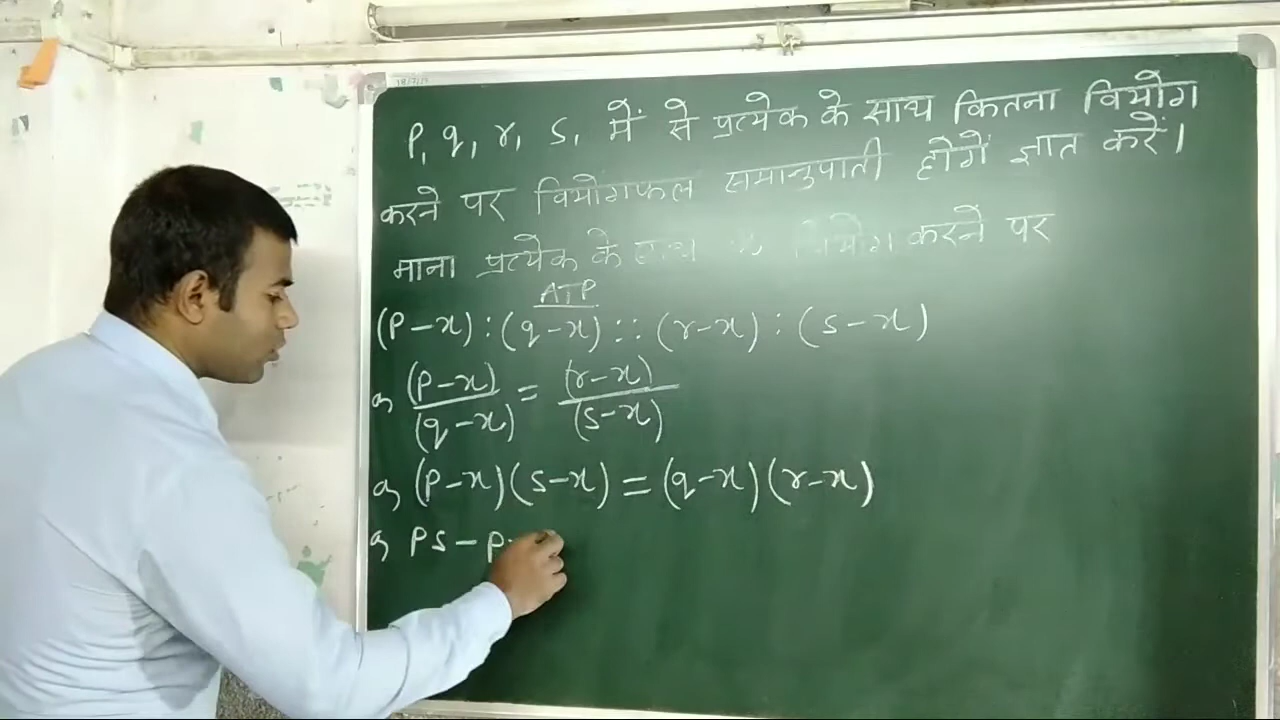 P, q, r, s, में से प्रत्येक के साथ कितना वियोग
करने पर वियोगफल समानुपाती होगें ज्ञात करें।
माना प्रत्येक के साथ वियोग करने पर
ATP
(P-x) : (q-x) :: (r-x) : (s-x)
(P-x)/(q-x) = (r-x)/(s-x)
(P-x)(s-x) = (q-x)(r-x)
Ps - P